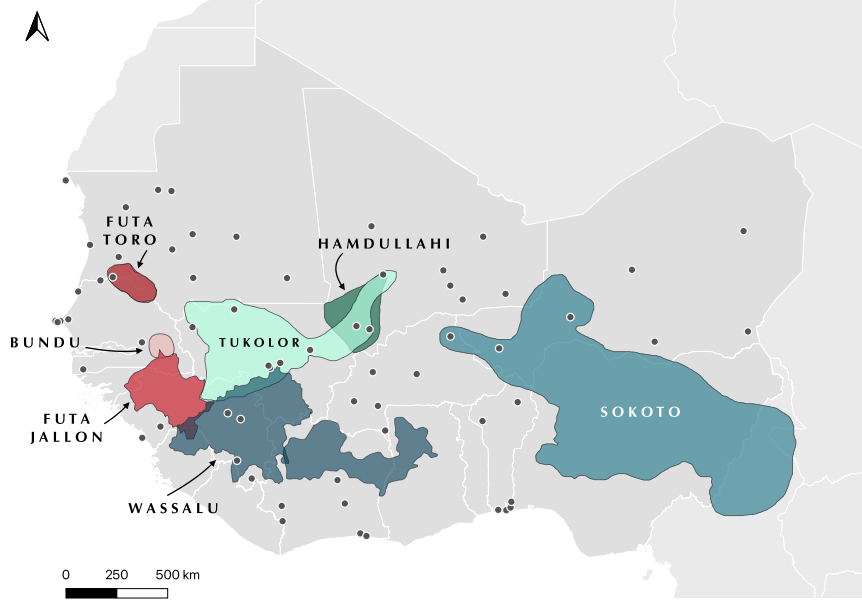 FUTA
TORO
HAMDULLAHI
BUNDU
TUKOLOR
FUTA
JALLON
SOKOTO
WASSALU
0 250 500 km